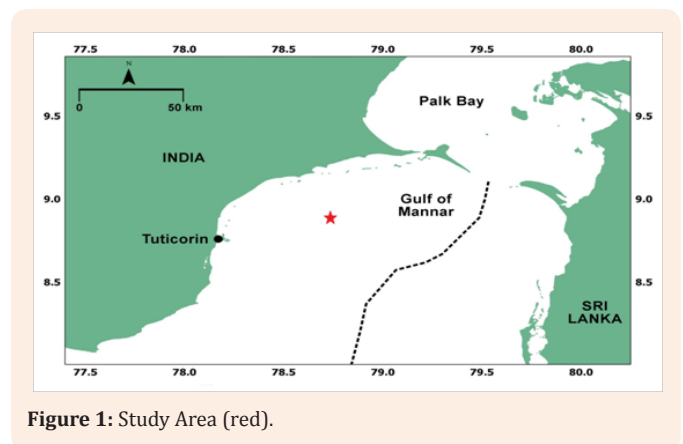 77.5 78.0 78.5 79.0 79.5 80.0
N
0 50 km
Palk Bay
9.5 9.5
INDIA
9.0 9.0
Gulf of
Mannar
Tuticorin
8.5 8.5
SRI
LANKA
77.5 78.0 78.5 79.0 79.5 80.0
Figure 1: Study Area (red).